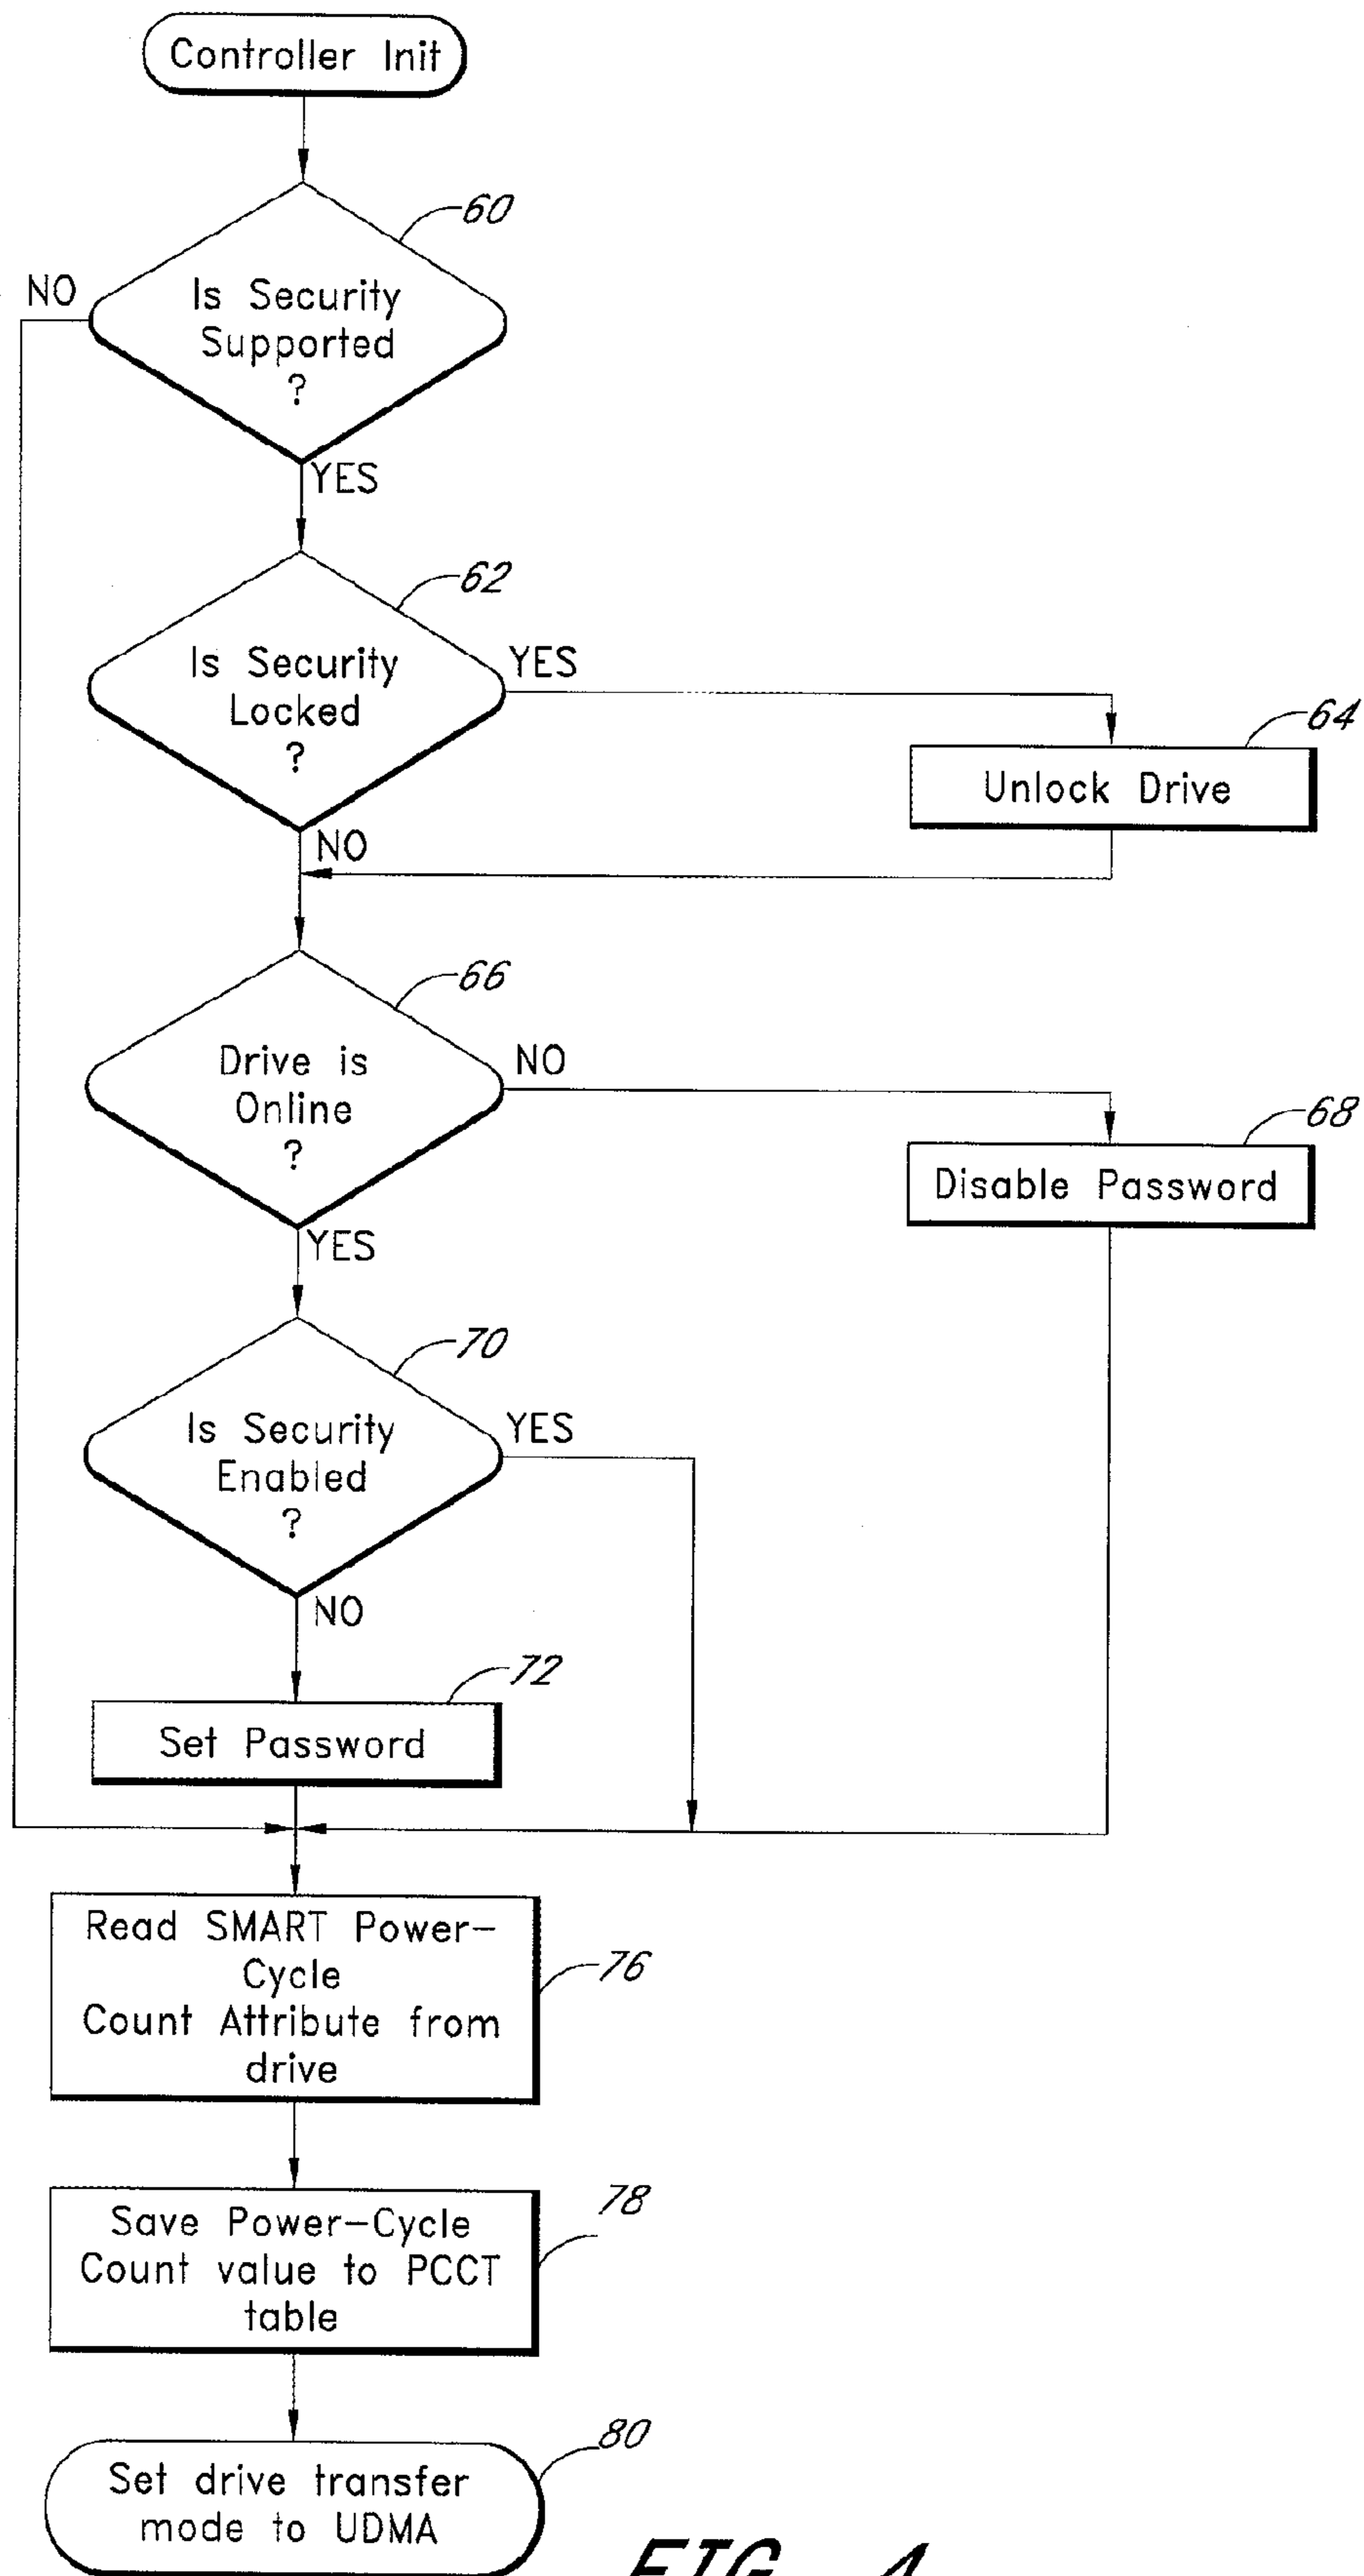 Controller Init
60
NO
Is Security
Supported
?
YES
62
Is Security
Locked
?
YES
64
Unlock Drive
NO
66
Drive is
Online
?
NO
68
Disable Password
YES
70
Is Security
Enabled
?
YES
NO
72
Set Password
Read SMART Power-
Cycle
Count Attribute from
drive
76
78
Save Power-Cycle
Count value to PCCT
table
80
Set drive transfer
mode to UDMA
FIG. 4